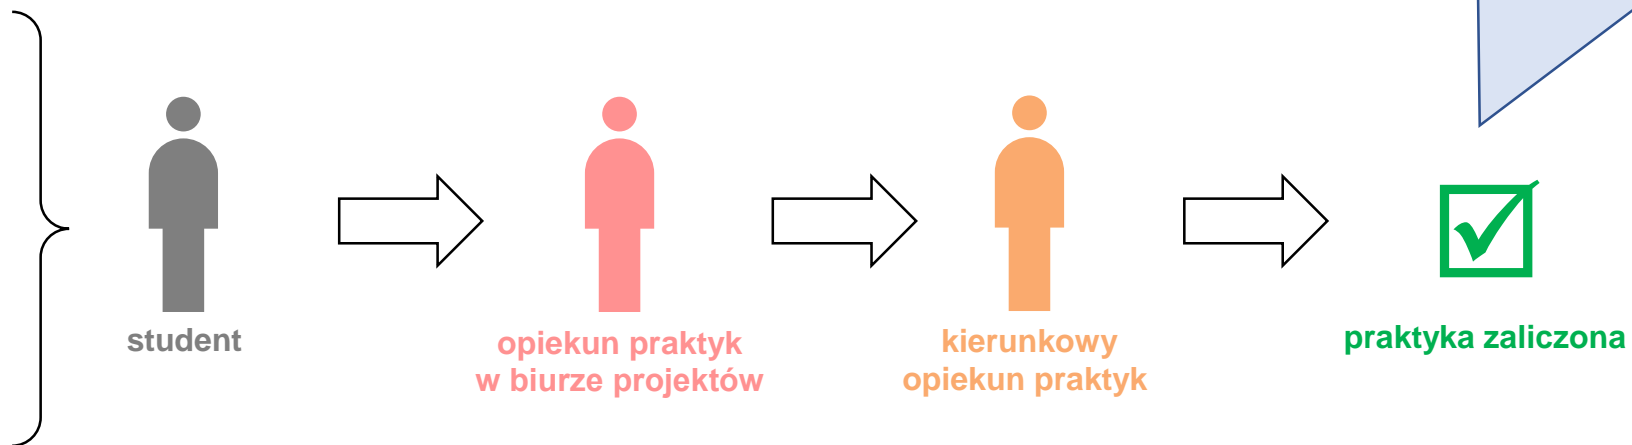 student
opiekun praktyk
w biurze projektów
kierunkowy
opiekun praktyk
praktyka zaliczona